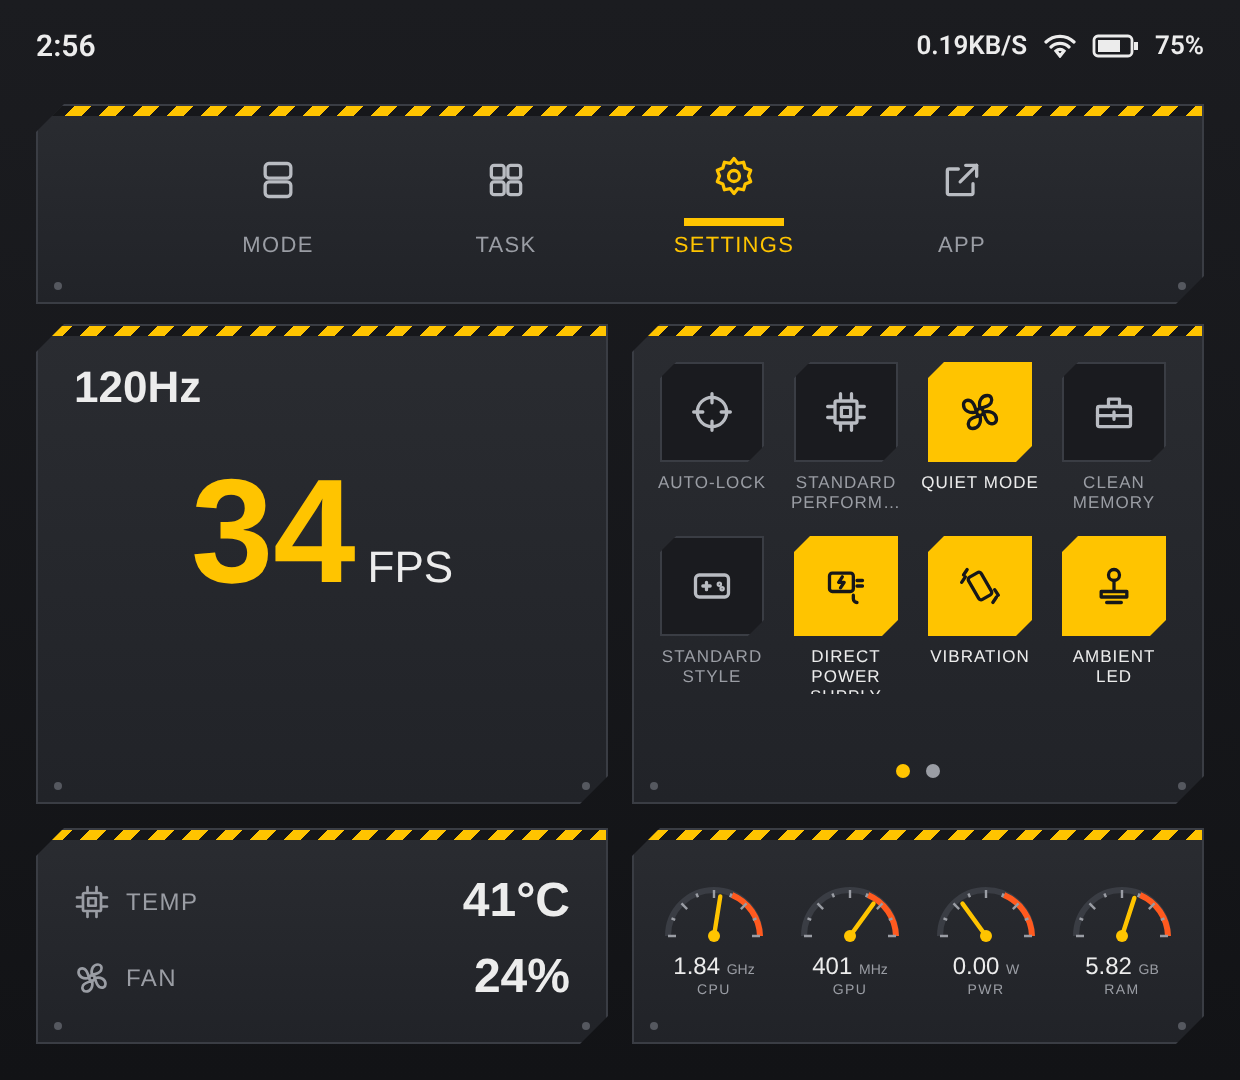 2:56
0.19KB/S 75%
MODE TASK SETTINGS APP
120Hz
34 FPS
AUTO-LOCK
STANDARD
PERFORM...
QUIET MODE
CLEAN
MEMORY
STANDARD
STYLE
DIRECT
POWER
SUPPLY
VIBRATION
AMBIENT
LED
TEMP 41°C
FAN 24%
1.84 GHz
CPU
401 MHz
GPU
0.00 W
PWR
5.82 GB
RAM